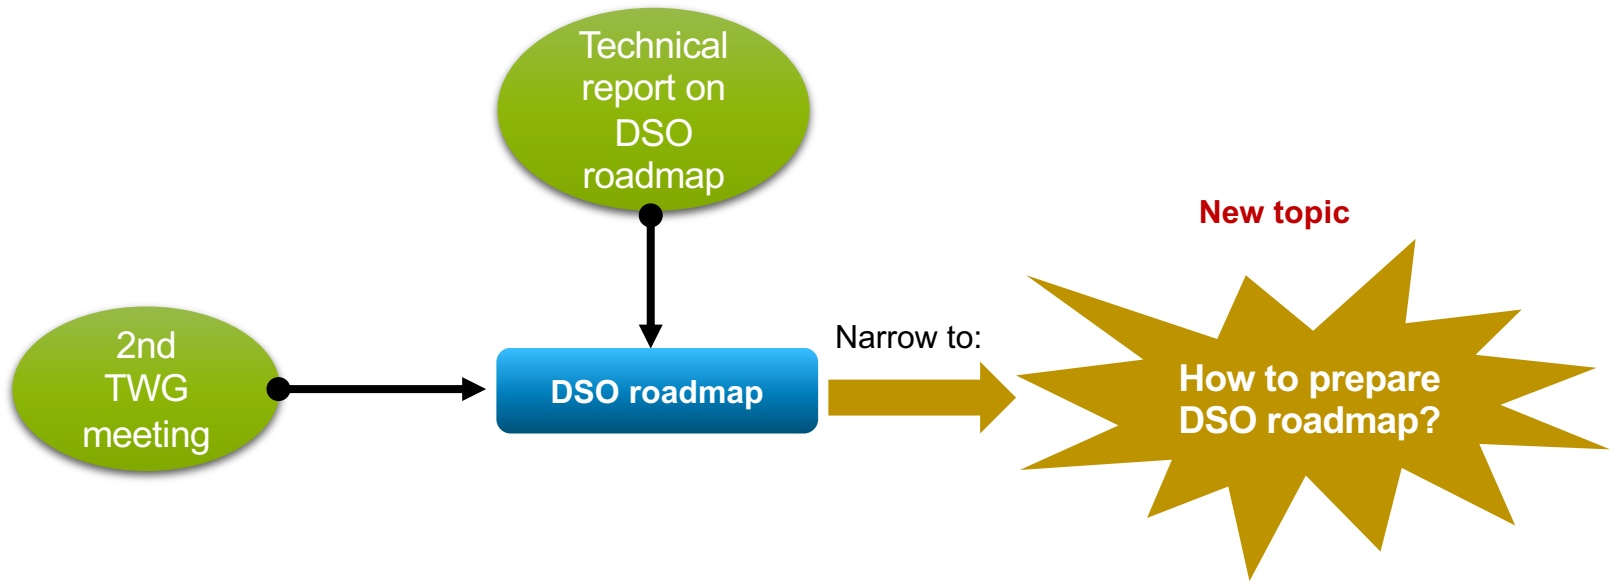 Technical
report on
DSO
roadmap
New topic
2nd
TWG
meeting
DSO roadmap
Narrow to:
How to prepare
DSO roadmap?